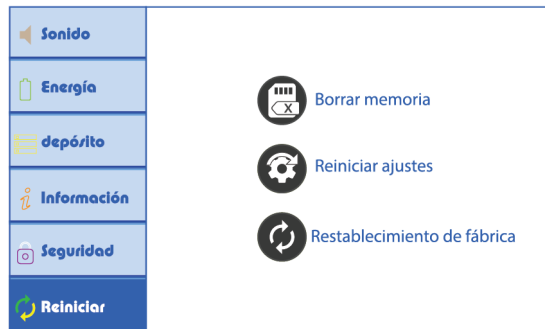 Sonido
Energía
depósito
Información
Seguridad
Reiniciar
Borrar memoria
Reiniciar ajustes
Restablecimiento de fábrica